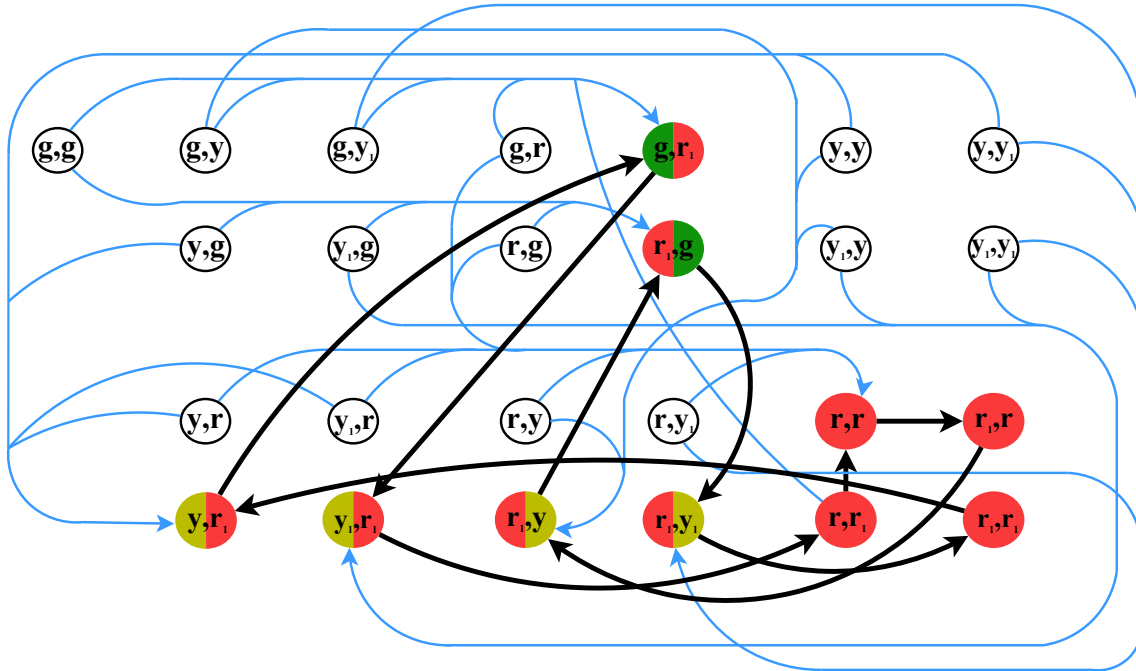 g,g g,y g,y₁ g,r g,r₁ y,y y,y₁
y,g y₁,g r,g r₁,g y₁,y y₁,y₁
y,r y₁,r r,y r,y₁ r,r r₁,r
y,r₁ y₁,r₁ r₁,y r₁,y₁ r,r₁ r₁,r₁